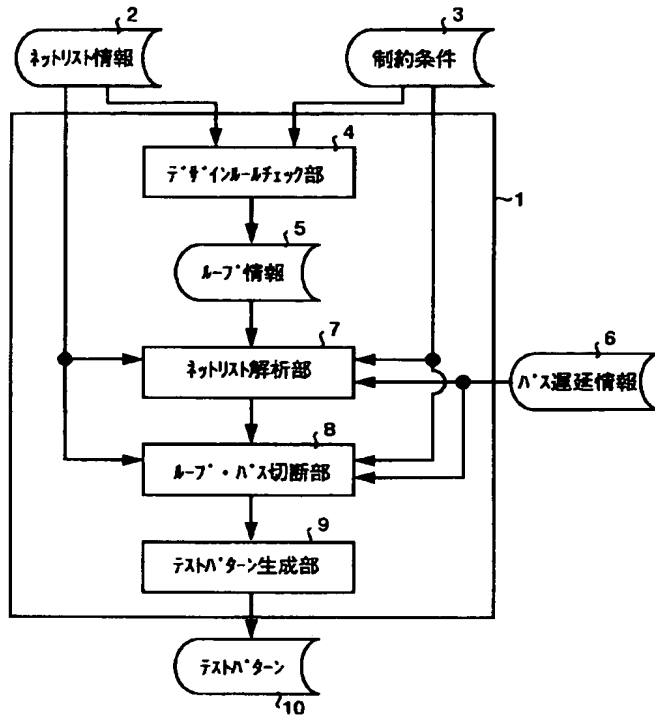 2
3
ネットリスト情報
制約条件
4
デザインルールチェック部
1
5
ループ情報
7
6
ネットリスト解析部
パス遅延情報
8
ループ・パス切断部
9
テストパターン生成部
テストパターン
10